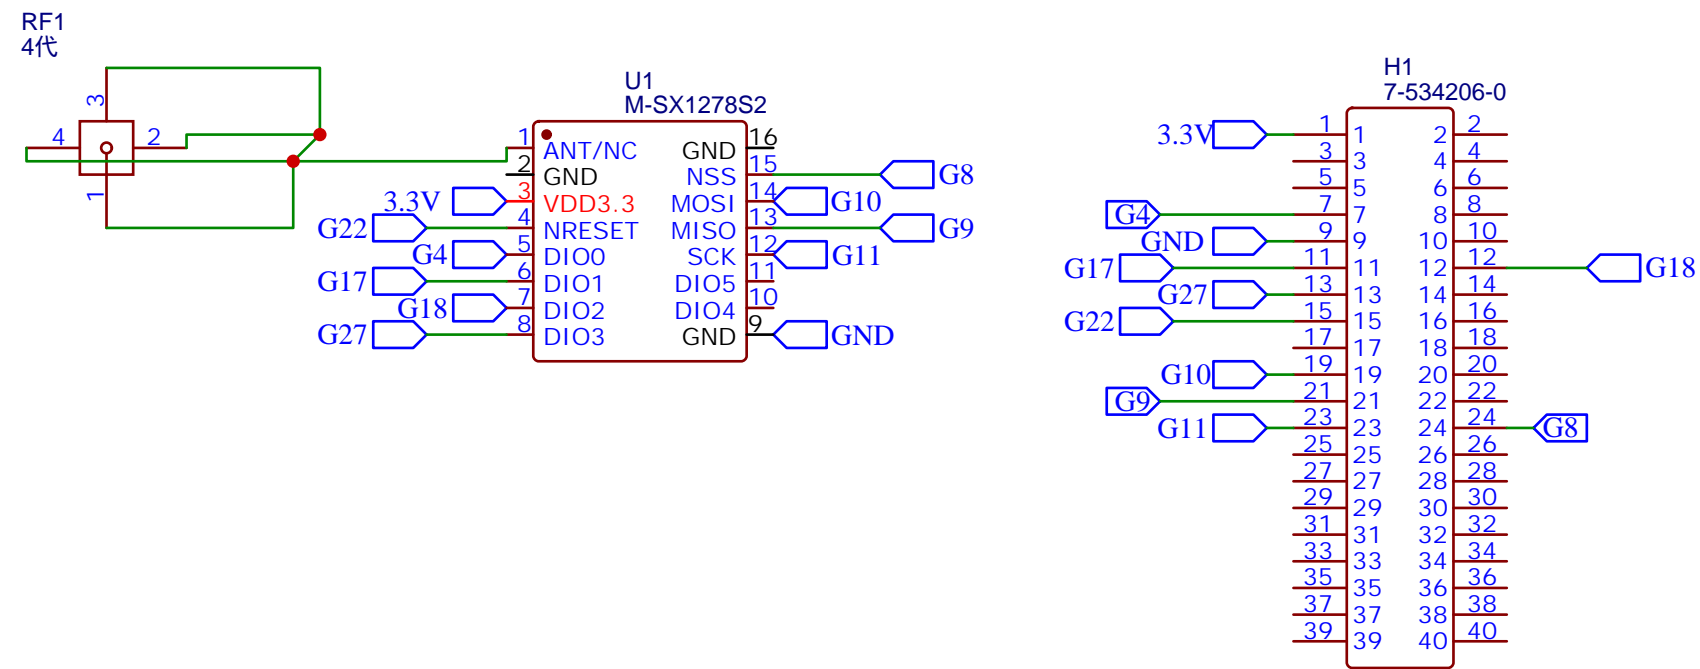 RF1
4代
3
4
2
1
U1
M-SX1278S2
1 ANT/NC GND 16
2 GND NSS 15 G8
3.3V 3 VDD3.3 MOSI 14 G10
G22 4 NRESET MISO 13 G9
G4 5 DIO0 SCK 12 G11
G17 6 DIO1 DIO5 11
G18 7 DIO2 DIO4 10
G27 8 DIO3 GND 9 GND
H1
7-534206-0
3.3V 1 1 2 2
3 3 4 4
5 5 6 6
G4 7 7 8 8
GND 9 9 10 10
G17 11 11 12 12 G18
G27 13 13 14 14
G22 15 15 16 16
17 17 18 18
G10 19 19 20 20
G9 21 21 22 22
G11 23 23 24 24 G8
25 25 26 26
27 27 28 28
29 29 30 30
31 31 32 32
33 33 34 34
35 35 36 36
37 37 38 38
39 39 40 40